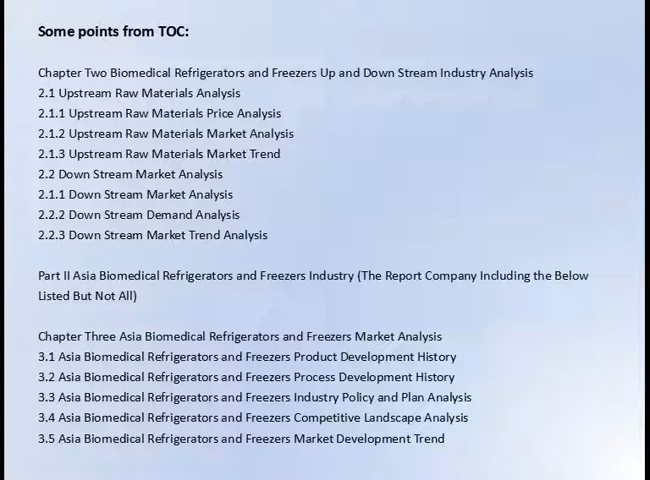 Some points from TOC:
Chapter Two Biomedical Refrigerators and Freezers Up and Down Stream Industry Analysis
2.1 Upstream Raw Materials Analysis
2.1.1 Upstream Raw Materials Price Analysis
2.1.2 Upstream Raw Materials Market Analysis
2.1.3 Upstream Raw Materials Market Trend
2.2 Down Stream Market Analysis
2.1.1 Down Stream Market Analysis
2.2.2 Down Stream Demand Analysis
2.2.3 Down Stream Market Trend Analysis
Part II Asia Biomedical Refrigerators and Freezers Industry (The Report Company Including the Below
Listed But Not All)
Chapter Three Asia Biomedical Refrigerators and Freezers Market Analysis
3.1 Asia Biomedical Refrigerators and Freezers Product Development History
3.2 Asia Biomedical Refrigerators and Freezers Process Development History
3.3 Asia Biomedical Refrigerators and Freezers Industry Policy and Plan Analysis
3.4 Asia Biomedical Refrigerators and Freezers Competitive Landscape Analysis
3.5 Asia Biomedical Refrigerators and Freezers Market Development Trend